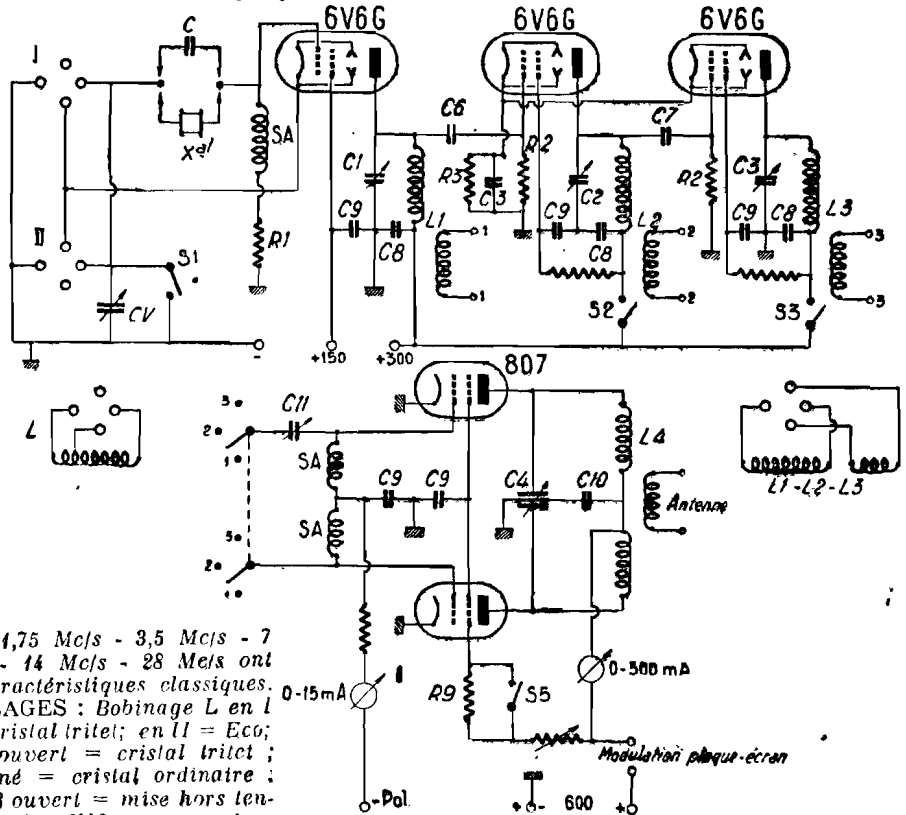 6V6G 6V6G 6V6G
I C
Xal SA
C6 C7
C1 R3 C3 R2 C2 R2 C3
II R1 C9 C8 L1 C9 C8 L2 C9 C8 L3
S1 1 2 3
CV 1 2 3
S2 S3
- +150 +300
807
L
3 2 1 C11 SA L4
C9 C9 C4 C10 Antenne
L1-L2-L3
SA
3 2 1
1,75 Mc/s - 3,5 Mc/s - 7
- 14 Mc/s - 28 Mc/s ont
ractéristiques classiques.
AGES : Bobinage L en I
ristal tritet; en II = Eco;
ouvert = cristal tritet ;
né = cristal ordinaire ;
3 ouvert = mise hors ten-
0-15mA R9 S5 0-500 mA
Modulation plaque-écran
-Pol. + - 600 +